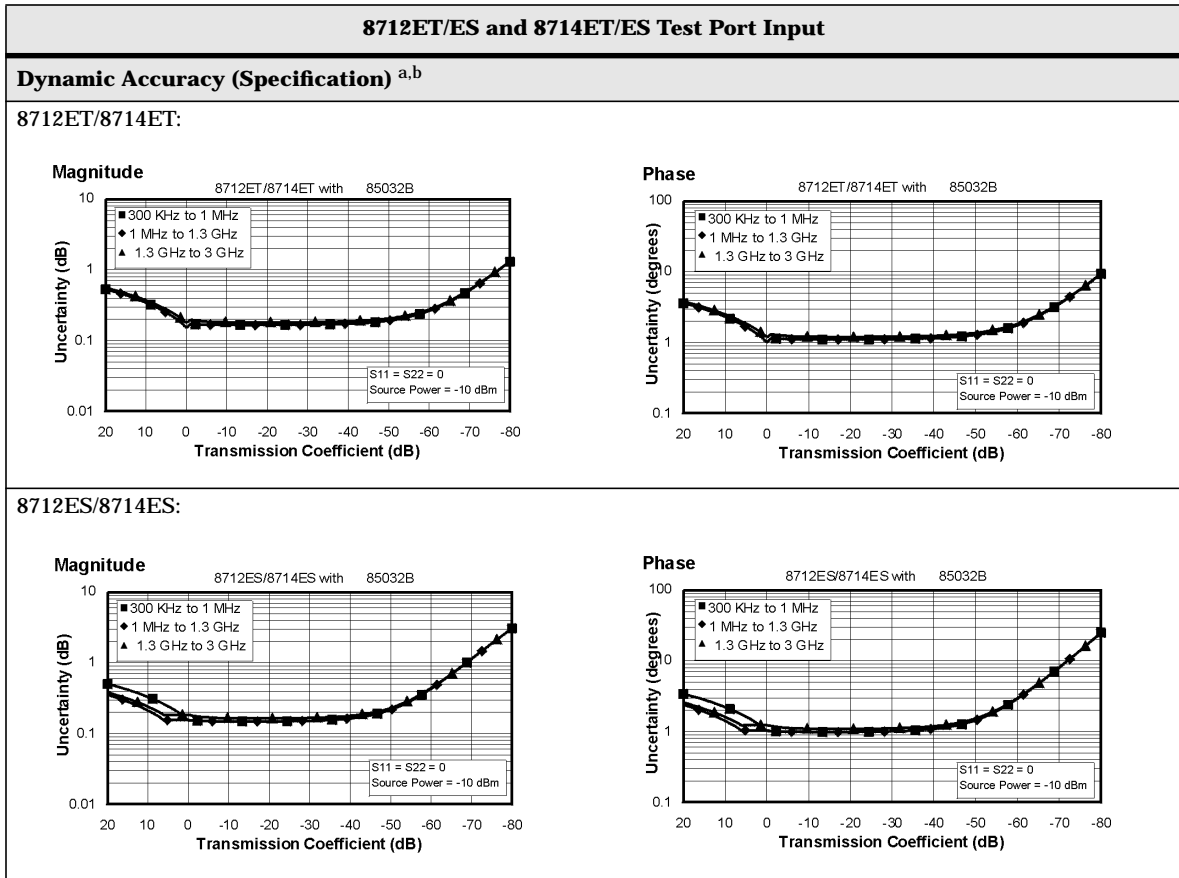 8712ET/ES and 8714ET/ES Test Port Input
Dynamic Accuracy (Specification) a,b
8712ET/8714ET:
Magnitude
8712ET/8714ET with 85032B
10
1
0.1
0.01
Uncertainty (dB)
300 KHz to 1 MHz
1 MHz to 1.3 GHz
1.3 GHz to 3 GHz
S11 = S22 = 0
Source Power = -10 dBm
20 10 0 -10 -20 -30 -40 -50 -60 -70 -80
Transmission Coefficient (dB)
Phase
8712ET/8714ET with 85032B
100
10
1
0.1
Uncertainty (degrees)
300 KHz to 1 MHz
1 MHz to 1.3 GHz
1.3 GHz to 3 GHz
S11 = S22 = 0
Source Power = -10 dBm
20 10 0 -10 -20 -30 -40 -50 -60 -70 -80
Transmission Coefficient (dB)
8712ES/8714ES:
Magnitude
8712ES/8714ES with 85032B
10
1
0.1
0.01
Uncertainty (dB)
300 KHz to 1 MHz
1 MHz to 1.3 GHz
1.3 GHz to 3 GHz
S11 = S22 = 0
Source Power = -10 dBm
20 10 0 -10 -20 -30 -40 -50 -60 -70 -80
Transmission Coefficient (dB)
Phase
8712ES/8714ES with 85032B
100
10
1
0.1
Uncertainty (degrees)
300 KHz to 1 MHz
1 MHz to 1.3 GHz
1.3 GHz to 3 GHz
S11 = S22 = 0
Source Power = -10 dBm
20 10 0 -10 -20 -30 -40 -50 -60 -70 -80
Transmission Coefficient (dB)